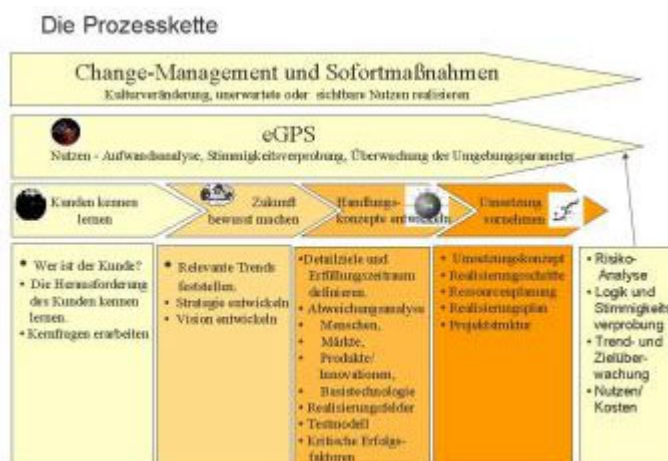 Die Prozesskette
Change-Management und Sofortmaßnahmen
Kulturveränderung, unerwartete oder sichtbare Nutzen realisieren
eGPS
Nutzen - Aufwandsanalyse, Stimmigkeitsverprobung, Überwachung der Umgebungsparameter
Kunden kennen
lernen
Zukunft
bewusst machen
Handlungs-
konzepte entwickeln
Umsetzung
vornehmen
• Wer ist der Kunde?
• Die Herausforderung
des Kunden kennen
lernen.
• Kernfragen erarbeiten
• Relevante Trends
feststellen.
• Strategie entwickeln
• Vision entwickeln
•Detailziele und
Erfüllungszeitraum
definieren.
• Abweichungsanalyse
• Menschen,
• Märkte,
• Produkte/
Innovationen,
• Basistechnologie
• Realisierungsfelder
• Testmodell
• Kritische Erfolgs-
faktoren
• Umsetzungskonzept
• Realisierungsschritte
• Ressourcenplanung
• Realisierungsplan
• Projektstruktur
• Risiko-
Analyse
• Logik und
Stimmigkeits
verprobung
• Trend- und
Zielüber-
wachung
• Nutzen/
Kosten